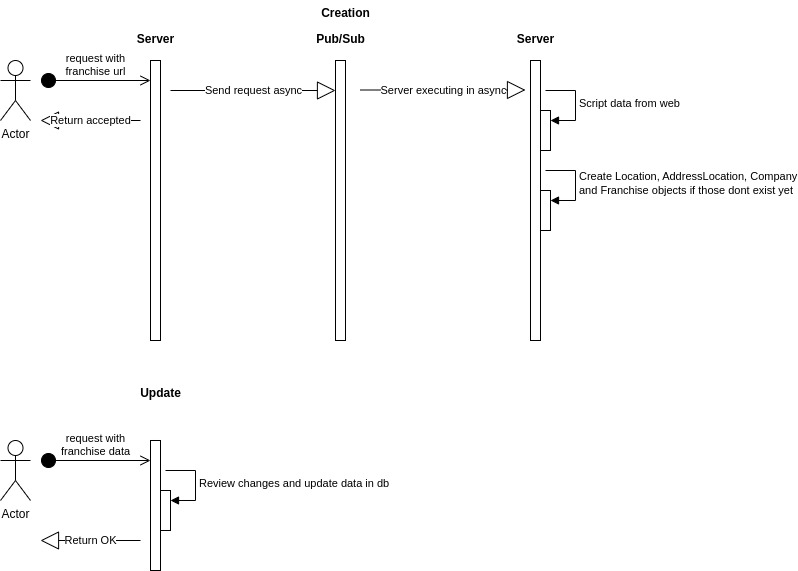 Creation
Server
Pub/Sub
Server
request with
franchise url
Send request async
Server executing in async
Script data from web
Return accepted
Actor
Create Location, AddressLocation, Company
and Franchise objects if those dont exist yet
Update
request with
franchise data
Review changes and update data in db
Actor
Return OK